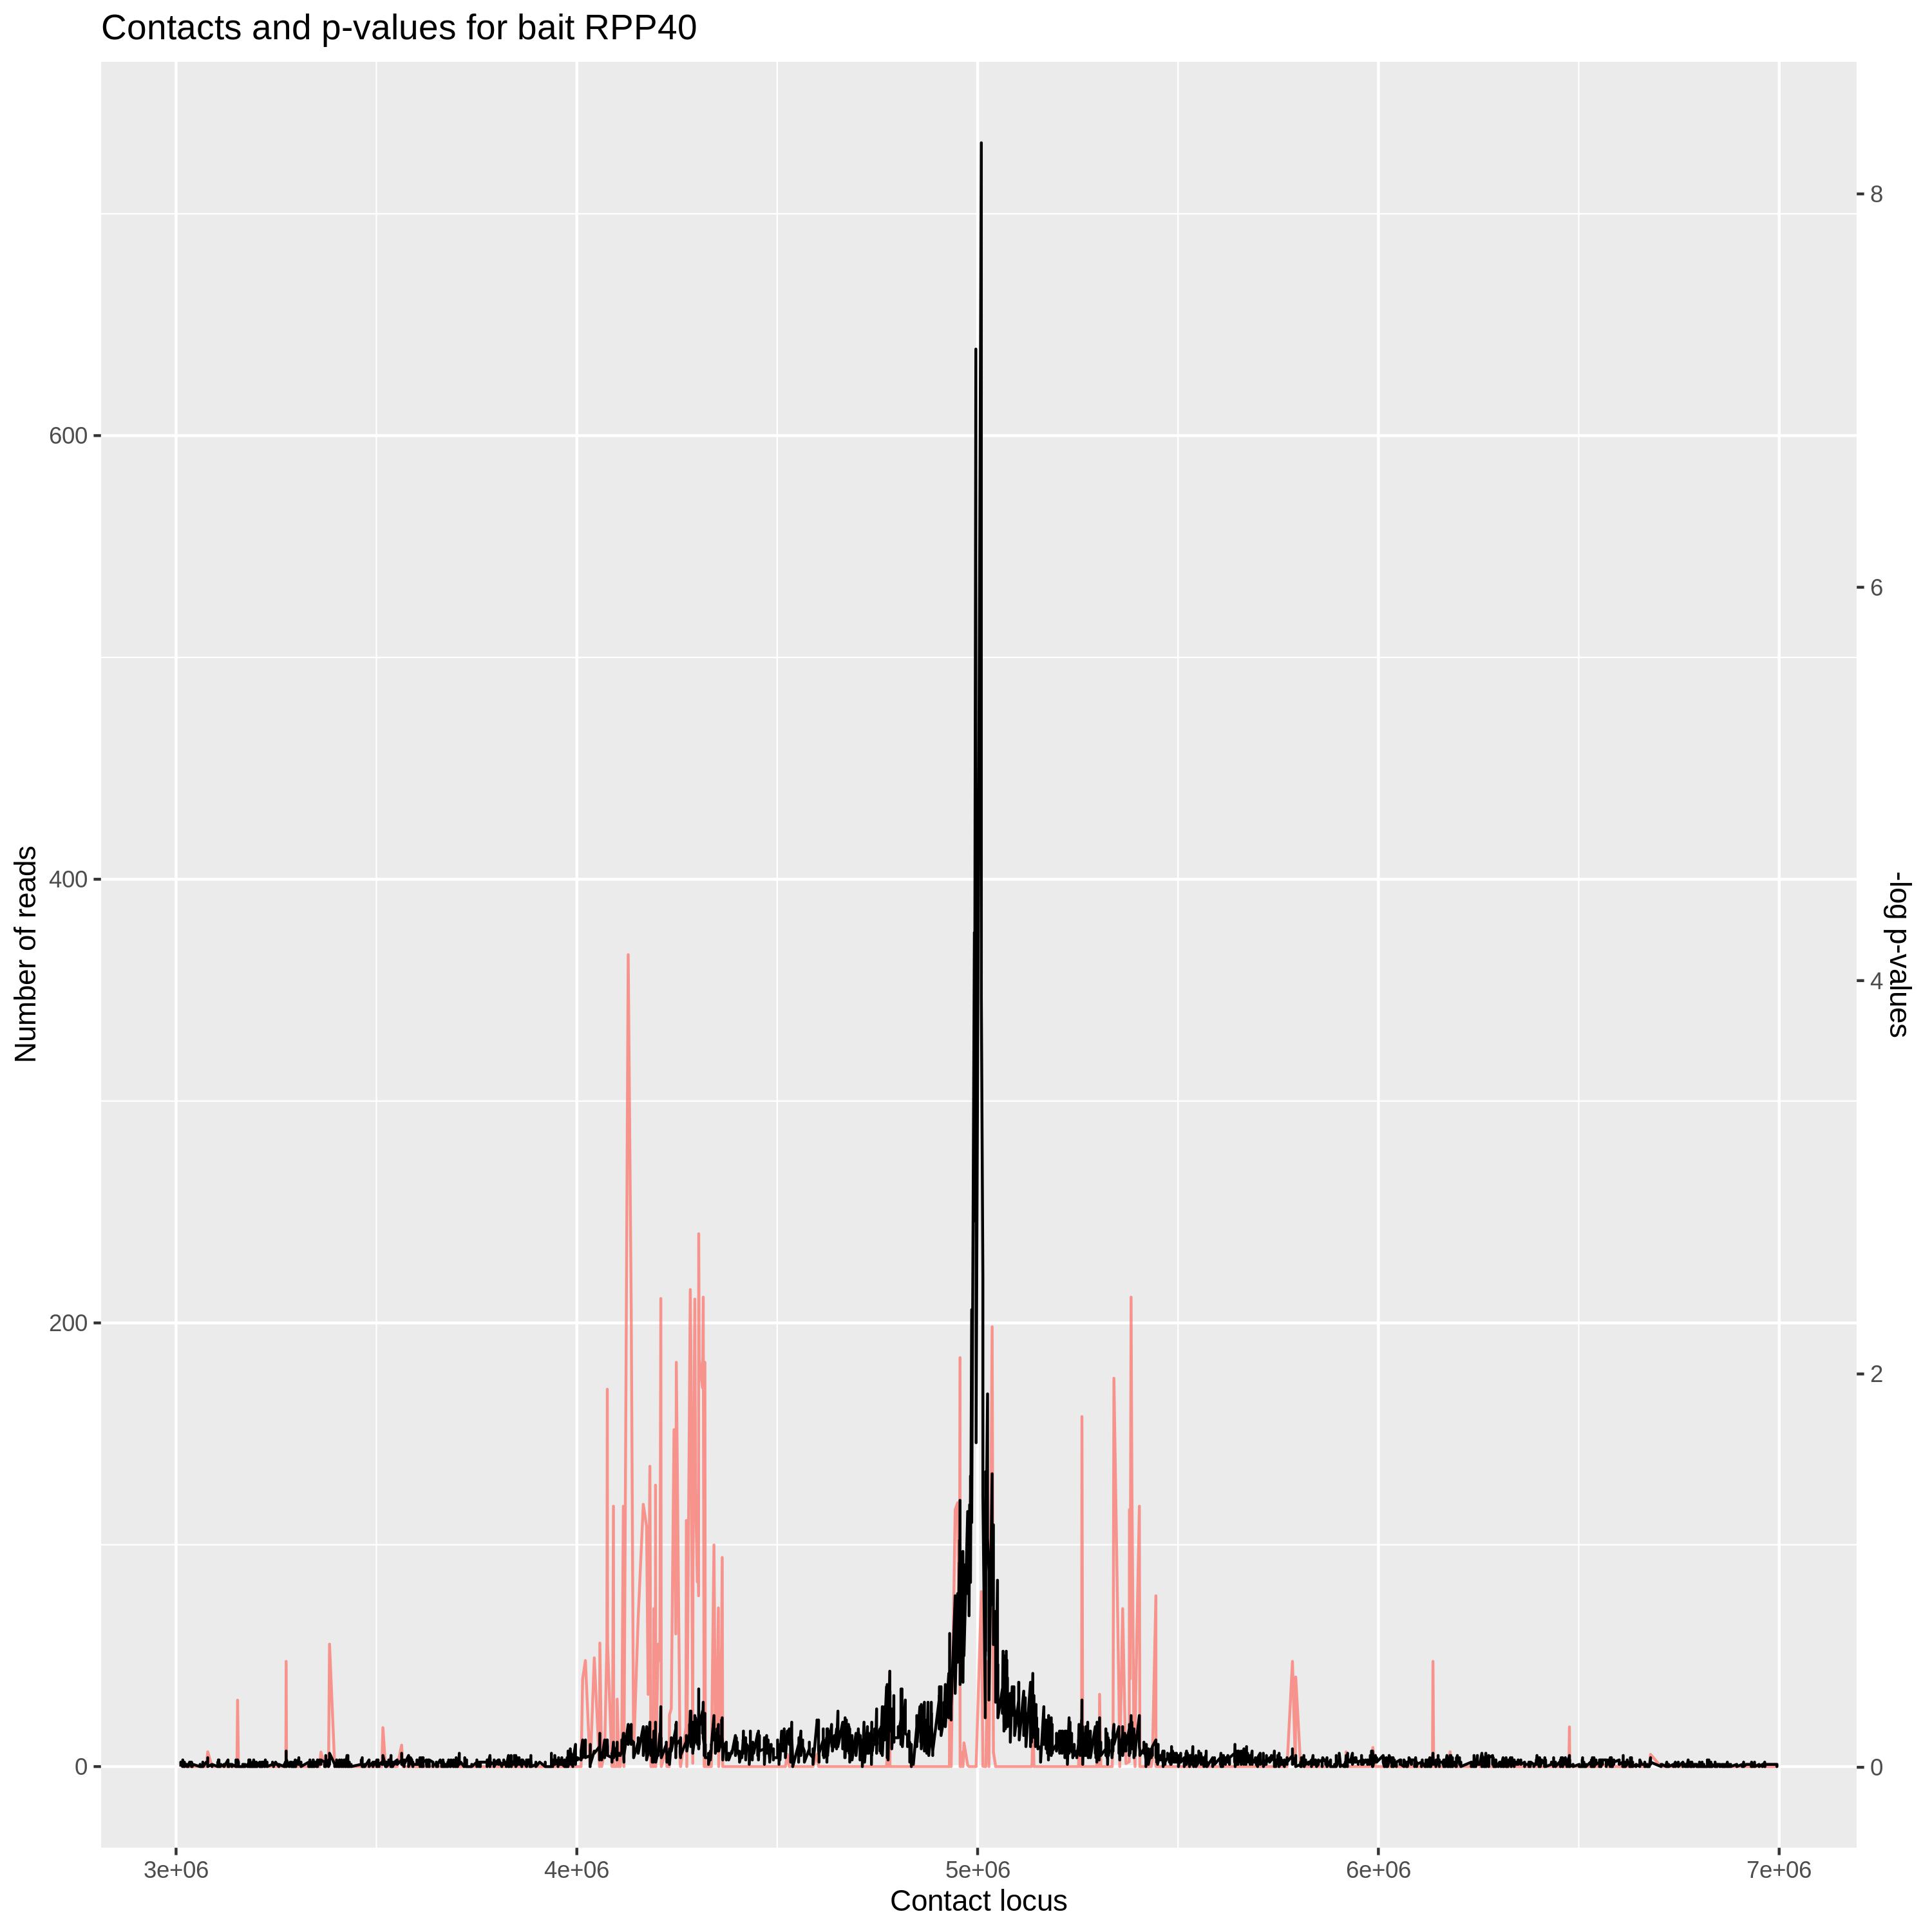 Contacts and p-values for bait RPP40
Number of reads
600
400
200
0
8
6
4
2
0
-log p-values
3e+06 4e+06 5e+06 6e+06 7e+06
Contact locus